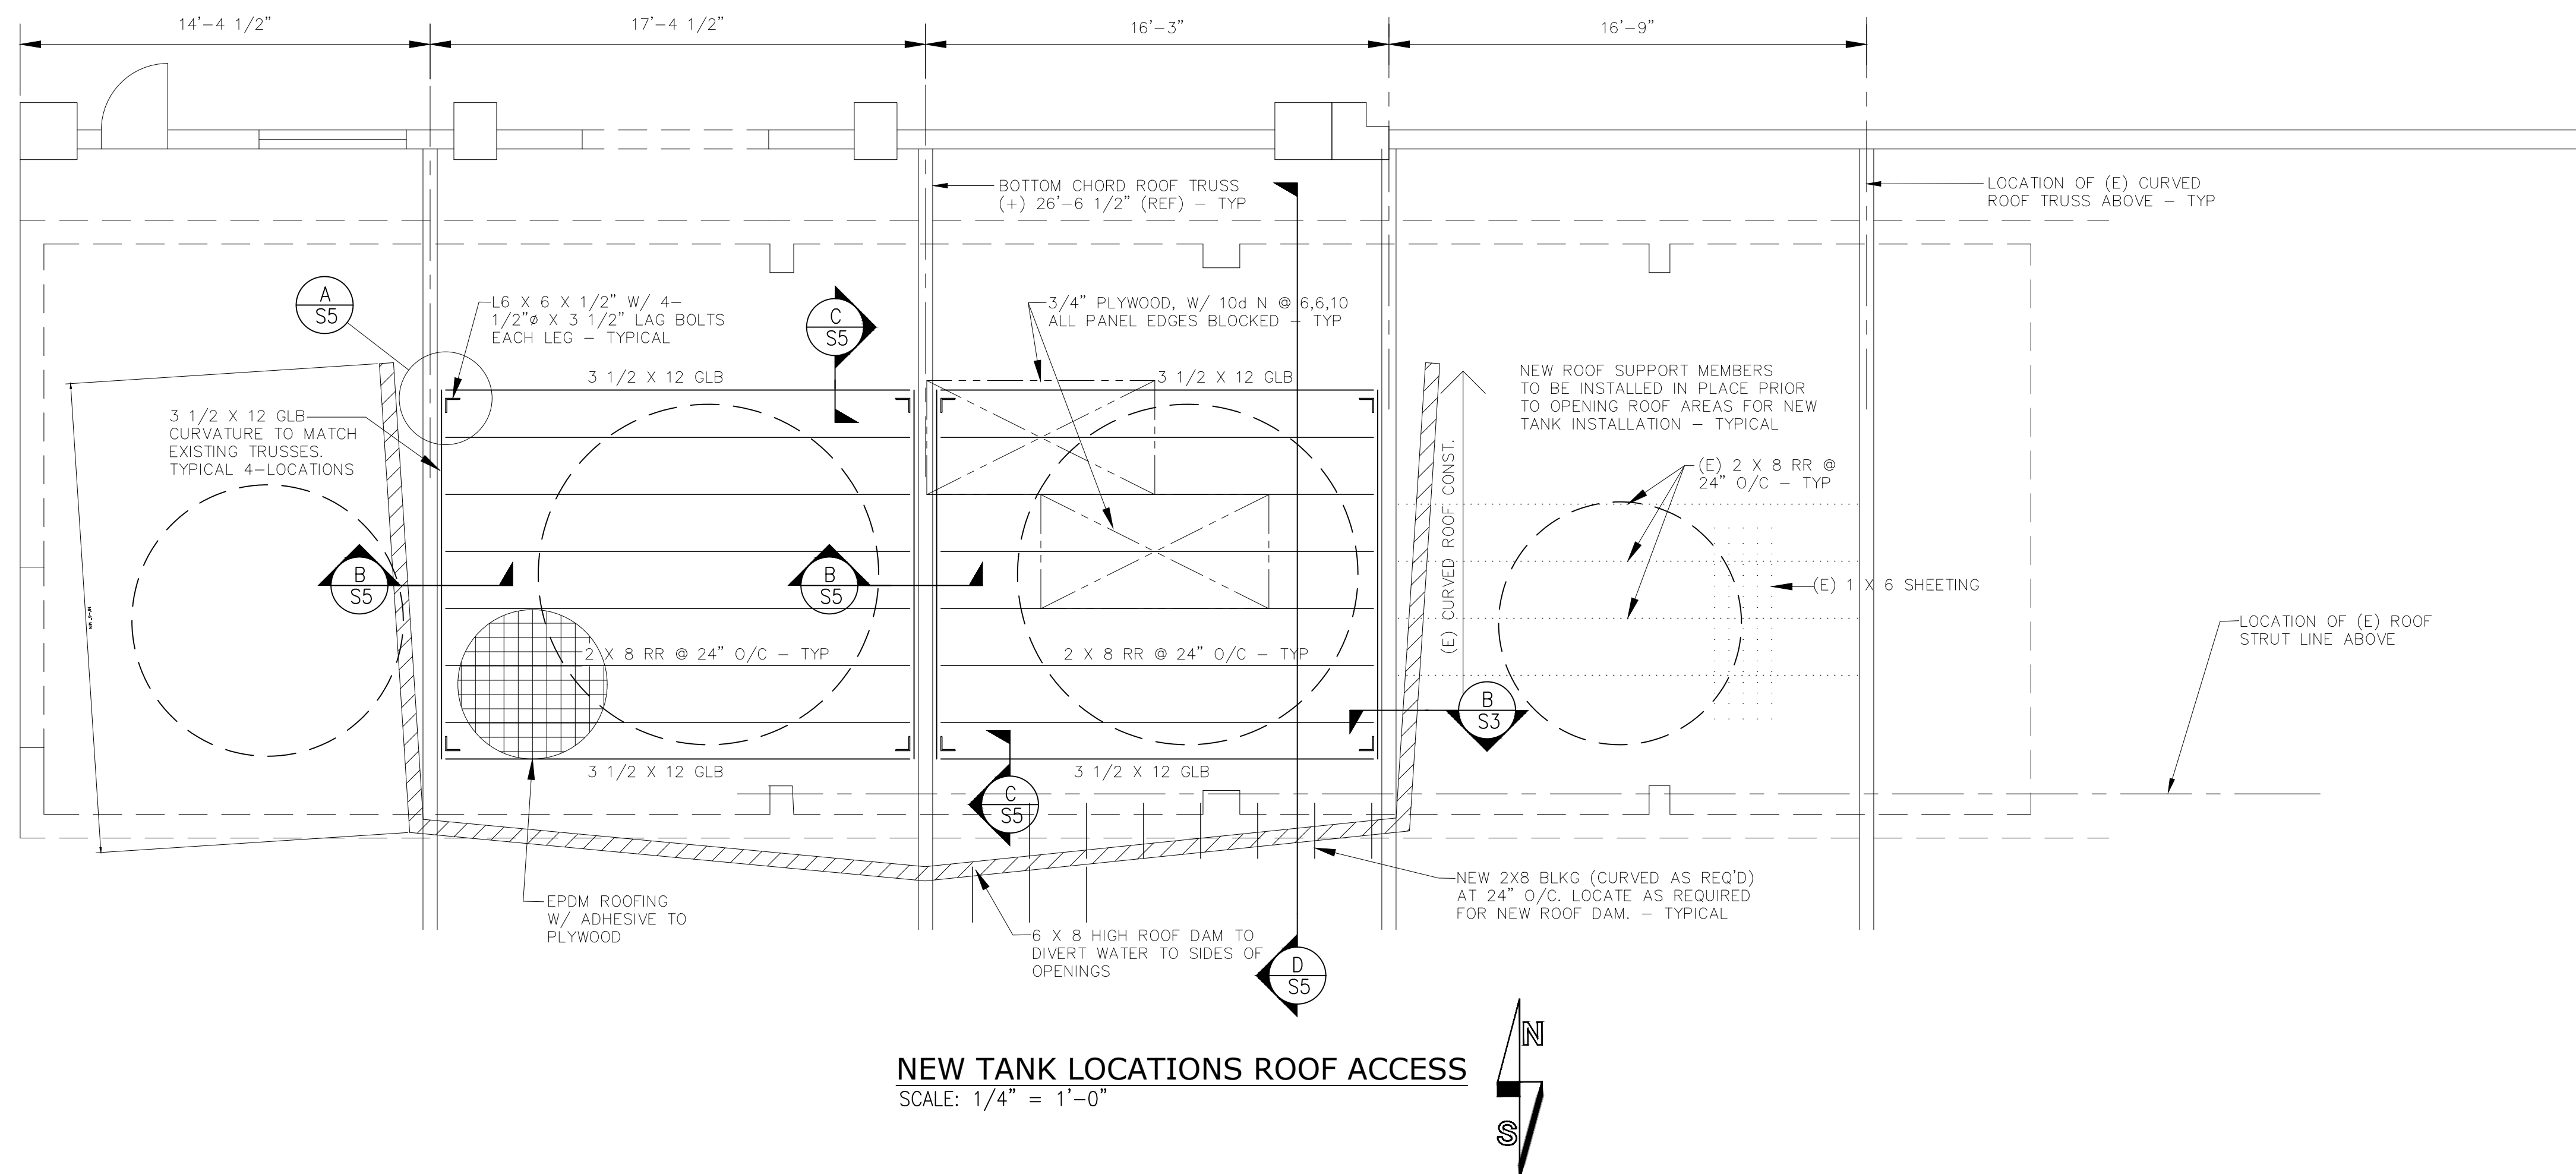 14'-4 1/2"
17'-4 1/2"
16'-3"
16'-9"
BOTTOM CHORD ROOF TRUSS
(+) 26'-6 1/2" (REF) - TYP
LOCATION OF (E) CURVED
ROOF TRUSS ABOVE - TYP
A
S5
L6 X 6 X 1/2" W/ 4-
1/2"ø X 3 1/2" LAG BOLTS
EACH LEG - TYPICAL
C
S5
3/4" PLYWOOD, W/ 10d N @ 6,6,10
ALL PANEL EDGES BLOCKED - TYP
3 1/2 X 12 GLB
3 1/2 X 12 GLB
NEW ROOF SUPPORT MEMBERS
TO BE INSTALLED IN PLACE PRIOR
TO OPENING ROOF AREAS FOR NEW
TANK INSTALLATION - TYPICAL
3 1/2 X 12 GLB
CURVATURE TO MATCH
EXISTING TRUSSES.
TYPICAL 4-LOCATIONS
(E) CURVED ROOF CONST.
(E) 2 X 8 RR @
24" O/C - TYP
B
S5
B
S5
(E) 1 X 6 SHEETING
LOCATION OF (E) ROOF
STRUT LINE ABOVE
2 X 8 RR @ 24" O/C - TYP
2 X 8 RR @ 24" O/C - TYP
B
S3
3 1/2 X 12 GLB
3 1/2 X 12 GLB
C
S5
EPDM ROOFING
W/ ADHESIVE TO
PLYWOOD
NEW 2X8 BLKG (CURVED AS REQ'D)
AT 24" O/C. LOCATE AS REQUIRED
FOR NEW ROOF DAM. - TYPICAL
6 X 8 HIGH ROOF DAM TO
DIVERT WATER TO SIDES OF
OPENINGS
D
S5
NEW TANK LOCATIONS ROOF ACCESS
SCALE: 1/4" = 1'-0"
N
S